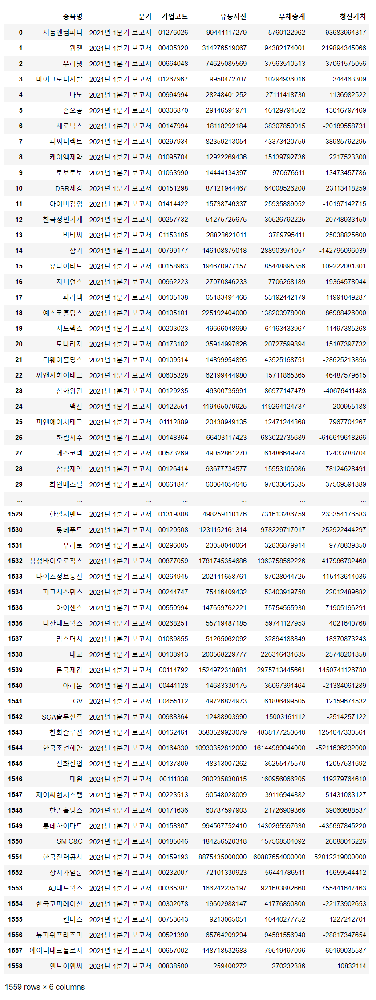 종목명 분기 기업코드 유동자산 부채총계 청산가치
0 지놈앤컴퍼니 2021년 1분기 보고서 01276026 99444117279 5760122962 93683994317
1 웹젠 2021년 1분기 보고서 00405320 314276519067 94382174001 219894345066
2 우리넷 2021년 1분기 보고서 00664048 74625085569 37563510513 37061575056
3 마이크로디지탈 2021년 1분기 보고서 01267967 9950472707 10294936016 -344463309
4 나노 2021년 1분기 보고서 00994994 28248401252 27111418730 1136982522
5 손오공 2021년 1분기 보고서 00306870 29146591971 16129794502 13016797469
6 새로닉스 2021년 1분기 보고서 00147994 18118292184 38307850915 -20189558731
7 피씨디렉트 2021년 1분기 보고서 00297934 82359213054 43373420759 38985792295
8 케이엠제약 2021년 1분기 보고서 01095704 12922269436 15139792736 -2217523300
9 로보로보 2021년 1분기 보고서 01063990 14444134397 970676611 13473457786
10 DSR제강 2021년 1분기 보고서 00151298 87121944467 64008526208 23113418259
11 아이비김영 2021년 1분기 보고서 01414422 15738746337 25935889052 -10197142715
12 한국정밀기계 2021년 1분기 보고서 00257732 51275725675 30526792225 20748933450
13 비비씨 2021년 1분기 보고서 01153105 28828621011 3789795411 25038825600
14 삼기 2021년 1분기 보고서 00799177 146108875018 288903971057 -142795096039
15 유나이티드 2021년 1분기 보고서 00158963 194670977157 85448895356 109222081801
16 지니언스 2021년 1분기 보고서 00962223 27070846233 7706268189 19364578044
17 파라텍 2021년 1분기 보고서 00105138 65183491466 53192442179 11991049287
18 예스코홀딩스 2021년 1분기 보고서 00105101 225192404000 138203978000 86988426000
19 시노펙스 2021년 1분기 보고서 00203023 49666048699 61163433967 -11497385268
20 모나리자 2021년 1분기 보고서 00173102 35914997626 20727599894 15187397732
21 티웨이홀딩스 2021년 1분기 보고서 00109514 14899954895 43525168751 -28625213856
22 씨앤지하이테크 2021년 1분기 보고서 00605328 62199444980 15711865365 46487579615
23 삼화왕관 2021년 1분기 보고서 00129235 46300735991 86977147479 -40676411488
24 백산 2021년 1분기 보고서 00122551 119465079925 119264124737 200955188
25 피엔에이치테크 2021년 1분기 보고서 01112889 20438949135 12471244868 7967704267
26 하림지주 2021년 1분기 보고서 00148364 66403117423 683022735689 -616619618266
27 에스코넥 2021년 1분기 보고서 00573269 49052861270 61486649974 -12433788704
28 삼성제약 2021년 1분기 보고서 00126414 93677734577 15553106086 78124628491
29 화인베스틸 2021년 1분기 보고서 00661847 60064054646 97633646535 -37569591889
... ... ... ... ... ... ...
1529 한일시멘트 2021년 1분기 보고서 01319808 498259110176 731613286759 -233354176583
1530 롯데푸드 2021년 1분기 보고서 00120508 1231152161314 978229717017 252922444297
1531 우리로 2021년 1분기 보고서 00296005 23058040064 32836879914 -9778839850
1532 삼성바이오로직스 2021년 1분기 보고서 00877059 1781745354686 1363758562226 417986792460
1533 나이스정보통신 2021년 1분기 보고서 00264945 202141658761 87028044725 115113614036
1534 파크시스템스 2021년 1분기 보고서 00244747 75416409432 53403919750 22012489682
1535 아이센스 2021년 1분기 보고서 00550994 147659762221 75754565930 71905196291
1536 다산네트웍스 2021년 1분기 보고서 00268251 55719487185 59741127953 -4021640768
1537 맘스터치 2021년 1분기 보고서 01089855 51265062092 32894188849 18370873243
1538 대교 2021년 1분기 보고서 00108913 200568229777 226316431635 -25748201858
1539 동국제강 2021년 1분기 보고서 00114792 1524972318881 2975713445661 -1450741126780
1540 아리온 2021년 1분기 보고서 00441128 14683330175 36067391464 -21384061289
1541 GV 2021년 1분기 보고서 00455112 49726824973 61886499505 -12159674532
1542 SGA솔루션즈 2021년 1분기 보고서 00988364 12488903990 15003161112 -2514257122
1543 한화솔루션 2021년 1분기 보고서 00162461 3583529923079 4838177253640 -1254647330561
1544 한국조선해양 2021년 1분기 보고서 00164830 10933352812000 16144989044000 -5211636232000
1545 신화실업 2021년 1분기 보고서 00137809 48313007262 36255475570 12057531692
1546 대원 2021년 1분기 보고서 00111838 280235830815 160956066205 119279764610
1547 제이씨현시스템 2021년 1분기 보고서 00223513 90548028009 39116944882 51431083127
1548 한솔홀딩스 2021년 1분기 보고서 00171636 60787597903 21726909366 39060688537
1549 롯데하이마트 2021년 1분기 보고서 00158307 994567752410 1430265597630 -435697845220
1550 SM C&C 2021년 1분기 보고서 00185046 184256520318 157568504092 26688016226
1551 한국전력공사 2021년 1분기 보고서 00159193 8875435000000 60887654000000 -52012219000000
1552 상지카일룸 2021년 1분기 보고서 00232007 72101330923 56441786511 15659544412
1553 AJ네트웍스 2021년 1분기 보고서 00365387 166242235197 921683882660 -755441647463
1554 한국코퍼레이션 2021년 1분기 보고서 00302078 19602988147 41776890800 -22173902653
1555 컨버즈 2021년 1분기 보고서 00753643 9213065051 10440277752 -1227212701
1556 뉴파워프라즈마 2021년 1분기 보고서 00521390 65764209294 94581556948 -28817347654
1557 에이디테크놀로지 2021년 1분기 보고서 00657002 148718532683 79519497096 69199035587
1558 엘브이엠씨 2021년 1분기 보고서 00838500 259400272 270232386 -10832114
1559 rows × 6 columns